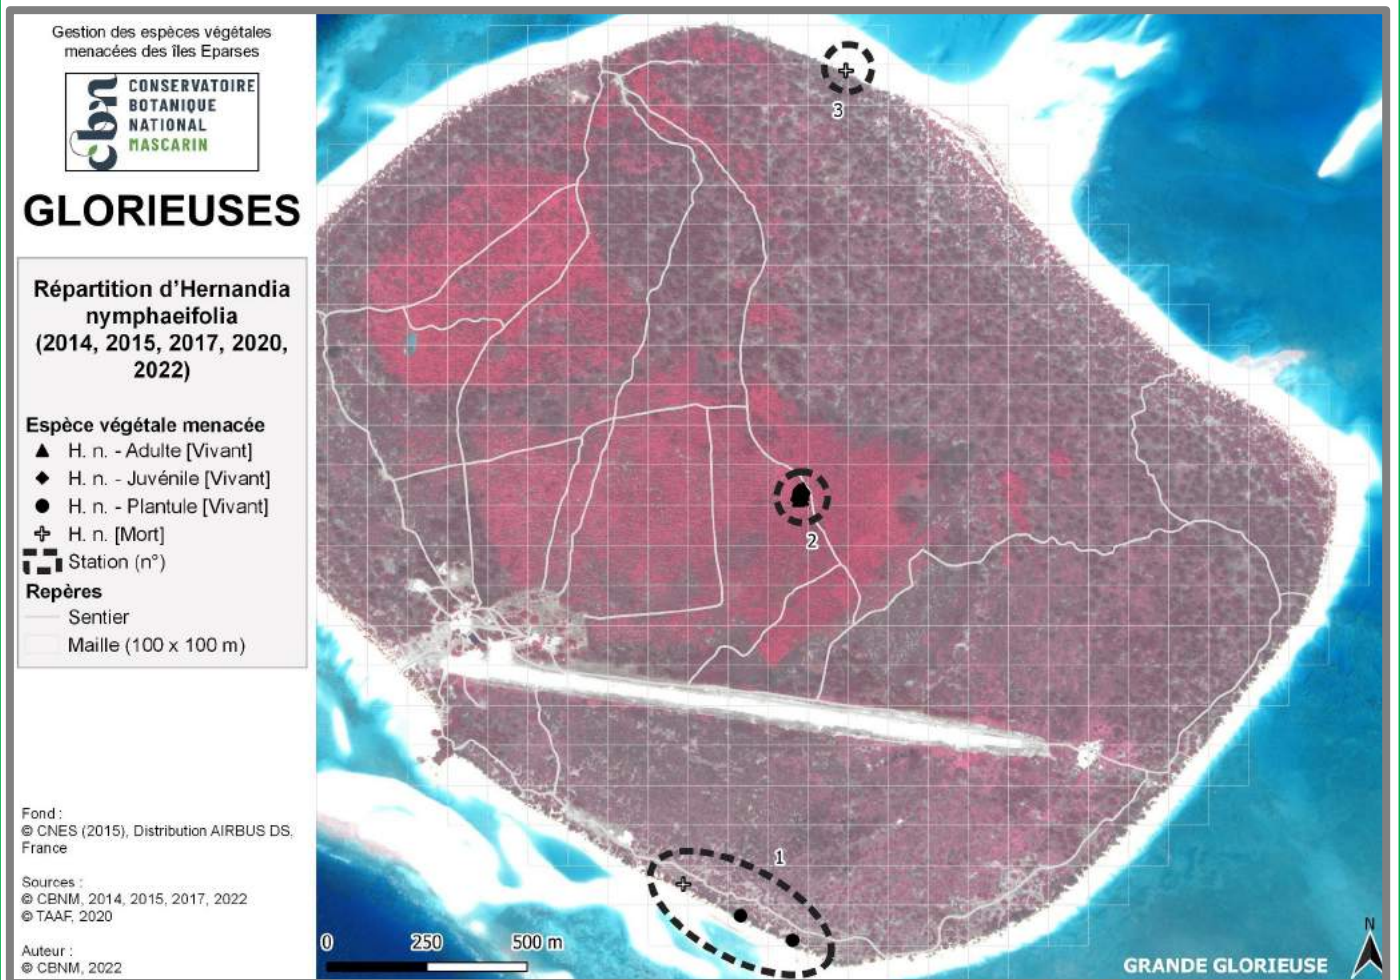 Gestion des espèces végétales
menacées des îles Eparses
cbn
CONSERVATOIRE
BOTANIQUE
NATIONAL
MASCARIN
GLORIEUSES
Répartition d'Hernandia
nymphaeifolia
(2014, 2015, 2017, 2020,
2022)
Espèce végétale menacée
H. n. - Adulte [Vivant]
H. n. - Juvénile [Vivant]
H. n. - Plantule [Vivant]
H. n. [Mort]
Station (n°)
Repères
Sentier
Maille (100 x 100 m)
Fond :
© CNES (2015), Distribution AIRBUS DS,
France
Sources :
© CBNM, 2014, 2015, 2017, 2022
© TAAF, 2020
Auteur :
© CBNM, 2022
3
2
1
0 250 500 m
N
GRANDE GLORIEUSE